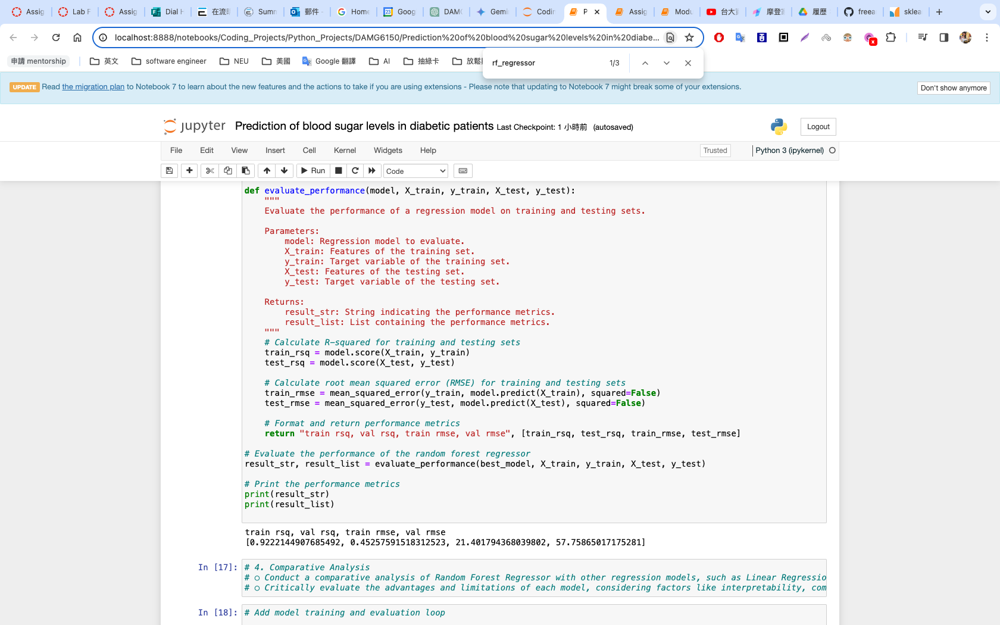 Assig
Lab F
Assig
Dial H
在流
Sum
郵件
Home
Goog
DAM
Gemi
Codin
P
Assig
Modu
台大
摩登
履歷
freea
sklea
localhost:8888/notebooks/Coding_Projects/Python_Projects/DAMG6150/Prediction%20of%20blood%20sugar%20levels%20in%20diabe...
申請 mentorship
英文
software engineer
NEU
美國
Google 翻譯
AI
抽綠卡
放鬆
rf_regressor
1/3
UPDATE Read the migration plan to Notebook 7 to learn about the new features and the actions to take if you are using extensions - Please note that updating to Notebook 7 might break some of your extensions.
Don't show anymore
jupyter Prediction of blood sugar levels in diabetic patients Last Checkpoint: 1 小時前 (autosaved)
Logout
File Edit View Insert Cell Kernel Widgets Help
Trusted
Python 3 (ipykernel)
Run
Code
def evaluate_performance(model, X_train, y_train, X_test, y_test):
"""
Evaluate the performance of a regression model on training and testing sets.
Parameters:
model: Regression model to evaluate.
X_train: Features of the training set.
y_train: Target variable of the training set.
X_test: Features of the testing set.
y_test: Target variable of the testing set.
Returns:
result_str: String indicating the performance metrics.
result_list: List containing the performance metrics.
"""
# Calculate R-squared for training and testing sets
train_rsq = model.score(X_train, y_train)
test_rsq = model.score(X_test, y_test)
# Calculate root mean squared error (RMSE) for training and testing sets
train_rmse = mean_squared_error(y_train, model.predict(X_train), squared=False)
test_rmse = mean_squared_error(y_test, model.predict(X_test), squared=False)
# Format and return performance metrics
return "train rsq, val rsq, train rmse, val rmse", [train_rsq, test_rsq, train_rmse, test_rmse]
# Evaluate the performance of the random forest regressor
result_str, result_list = evaluate_performance(best_model, X_train, y_train, X_test, y_test)
# Print the performance metrics
print(result_str)
print(result_list)
train rsq, val rsq, train rmse, val rmse
[0.9222144907685492, 0.45257591518312523, 21.401794368039802, 57.75865017175281]
In [17]: # 4. Comparative Analysis
# ○ Conduct a comparative analysis of Random Forest Regressor with other regression models, such as Linear Regressio
# ○ Critically evaluate the advantages and limitations of each model, considering factors like interpretability, com
In [18]: # Add model training and evaluation loop